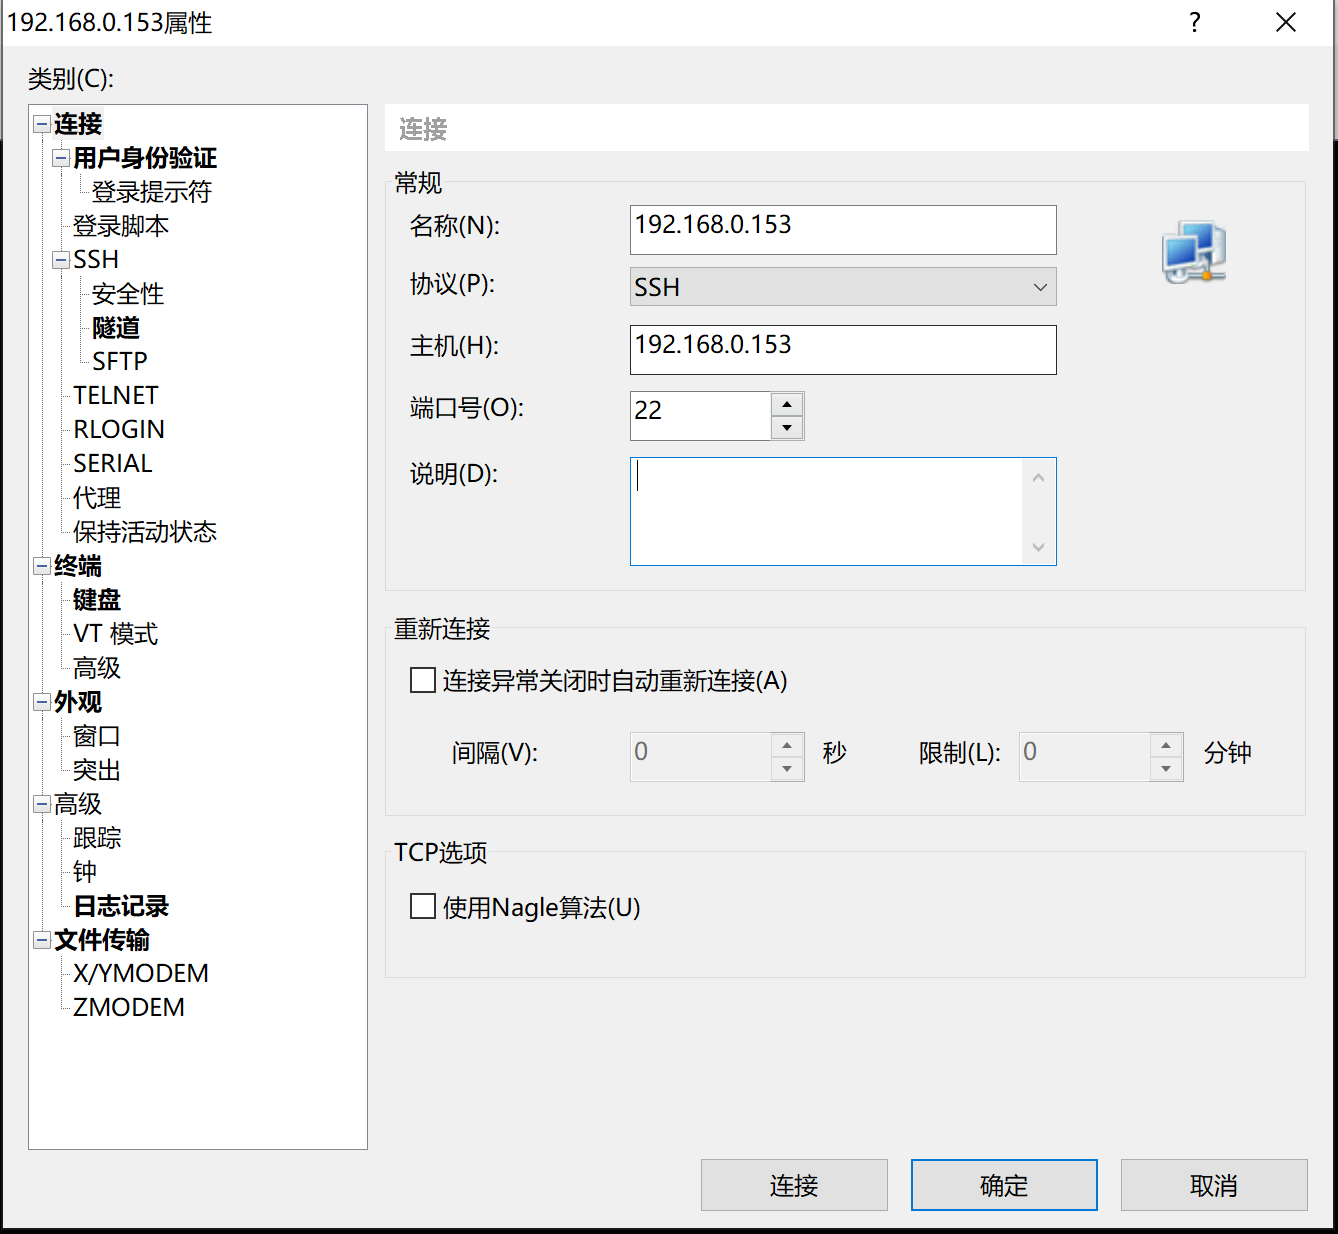 192.168.0.153属性
类别(C):
连接
用户身份验证
登录提示符
登录脚本
SSH
安全性
隧道
SFTP
TELNET
RLOGIN
SERIAL
代理
保持活动状态
终端
键盘
VT 模式
高级
外观
窗口
突出
高级
跟踪
钟
日志记录
文件传输
X/YMODEM
ZMODEM
连接
常规
名称(N): 192.168.0.153
协议(P): SSH
主机(H): 192.168.0.153
端口号(O): 22
说明(D):
重新连接
连接异常关闭时自动重新连接(A)
间隔(V): 0 秒 限制(L): 0 分钟
TCP选项
使用Nagle算法(U)
连接 确定 取消